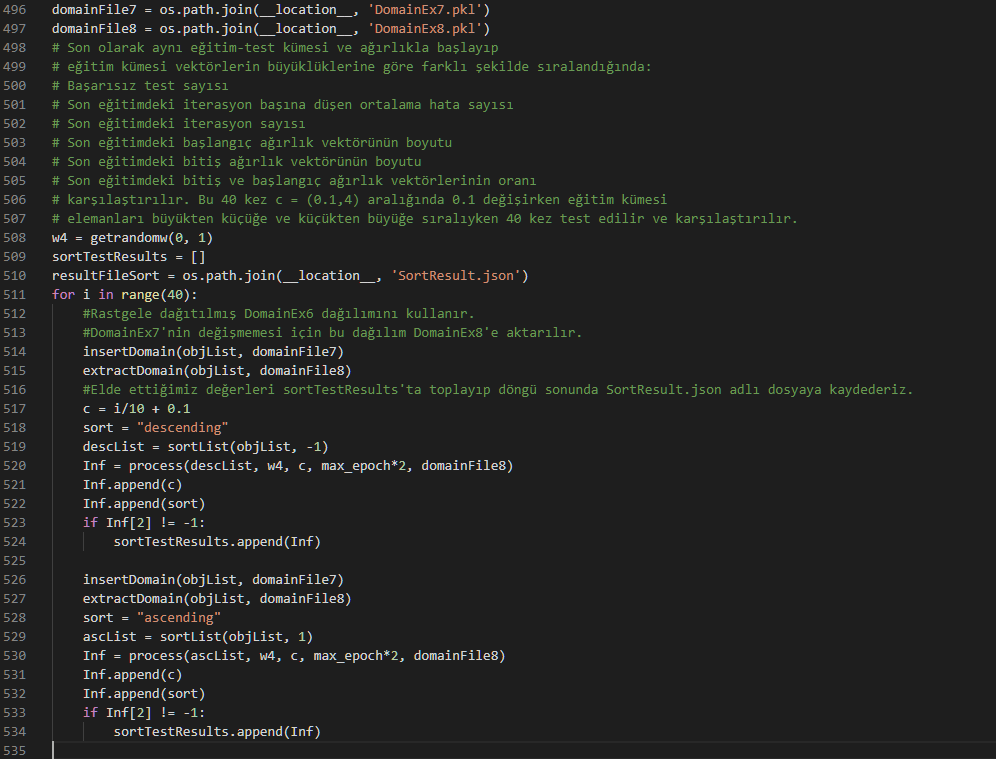 496 domainFile7 = os.path.join(__location__, 'DomainEx7.pkl')
497 domainFile8 = os.path.join(__location__, 'DomainEx8.pkl')
498 # Son olarak aynı eğitim-test kümesi ve ağırlıkla başlayıp
499 # eğitim kümesi vektörlerin büyüklüklerine göre farklı şekilde sıralandığında:
500 # Başarısız test sayısı
501 # Son eğitimdeki iterasyon başına düşen ortalama hata sayısı
502 # Son eğitimdeki iterasyon sayısı
503 # Son eğitimdeki başlangıç ağırlık vektörünün boyutu
504 # Son eğitimdeki bitiş ağırlık vektörünün boyutu
505 # Son eğitimdeki bitiş ve başlangıç ağırlık vektörlerinin oranı
506 # karşılaştırılır. Bu 40 kez c = (0.1,4) aralığında 0.1 değişirken eğitim kümesi
507 # elemanları büyükten küçüğe ve küçükten büyüğe sıralıyken 40 kez test edilir ve karşılaştırılır.
508 w4 = getrandomw(0, 1)
509 sortTestResults = []
510 resultFileSort = os.path.join(__location__, 'SortResult.json')
511 for i in range(40):
512     #Rastgele dağıtılmış DomainEx6 dağılımını kullanır.
513     #DomainEx7'nin değişmemesi için bu dağılım DomainEx8'e aktarılır.
514     insertDomain(objList, domainFile7)
515     extractDomain(objList, domainFile8)
516     #Elde ettiğimiz değerleri sortTestResults'ta toplayıp döngü sonunda SortResult.json adlı dosyaya kaydederiz.
517     c = i/10 + 0.1
518     sort = "descending"
519     descList = sortList(objList, -1)
520     Inf = process(descList, w4, c, max_epoch*2, domainFile8)
521     Inf.append(c)
522     Inf.append(sort)
523     if Inf[2] != -1:
524         sortTestResults.append(Inf)
525
526     insertDomain(objList, domainFile7)
527     extractDomain(objList, domainFile8)
528     sort = "ascending"
529     ascList = sortList(objList, 1)
530     Inf = process(ascList, w4, c, max_epoch*2, domainFile8)
531     Inf.append(c)
532     Inf.append(sort)
533     if Inf[2] != -1:
534         sortTestResults.append(Inf)
535